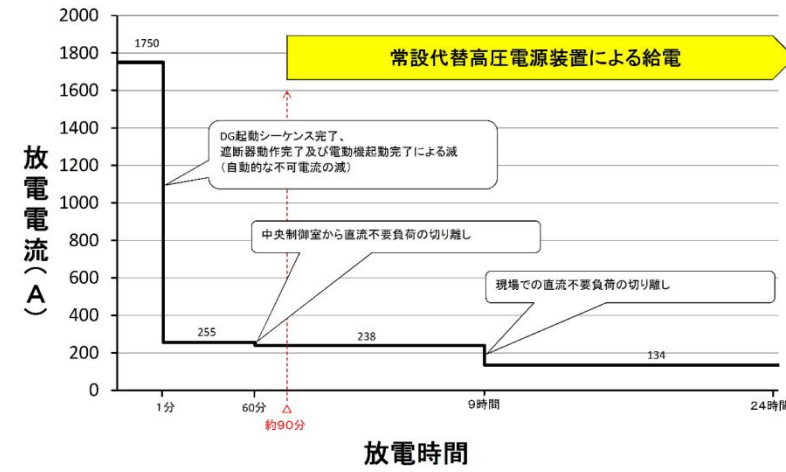 2000
1800
1600
1400
1200
1000
800
600
400
200
0
放電電流(A)
1750
常設代替高圧電源装置による給電
DG起動シーケンス完了、
遮断器動作完了及び電動機起動完了による減
(自動的な不可電流の減)
中央制御室から直流不要負荷の切り離し
現場での直流不要負荷の切り離し
255
238
134
1分
60分
約90分
9時間
24時間
放電時間